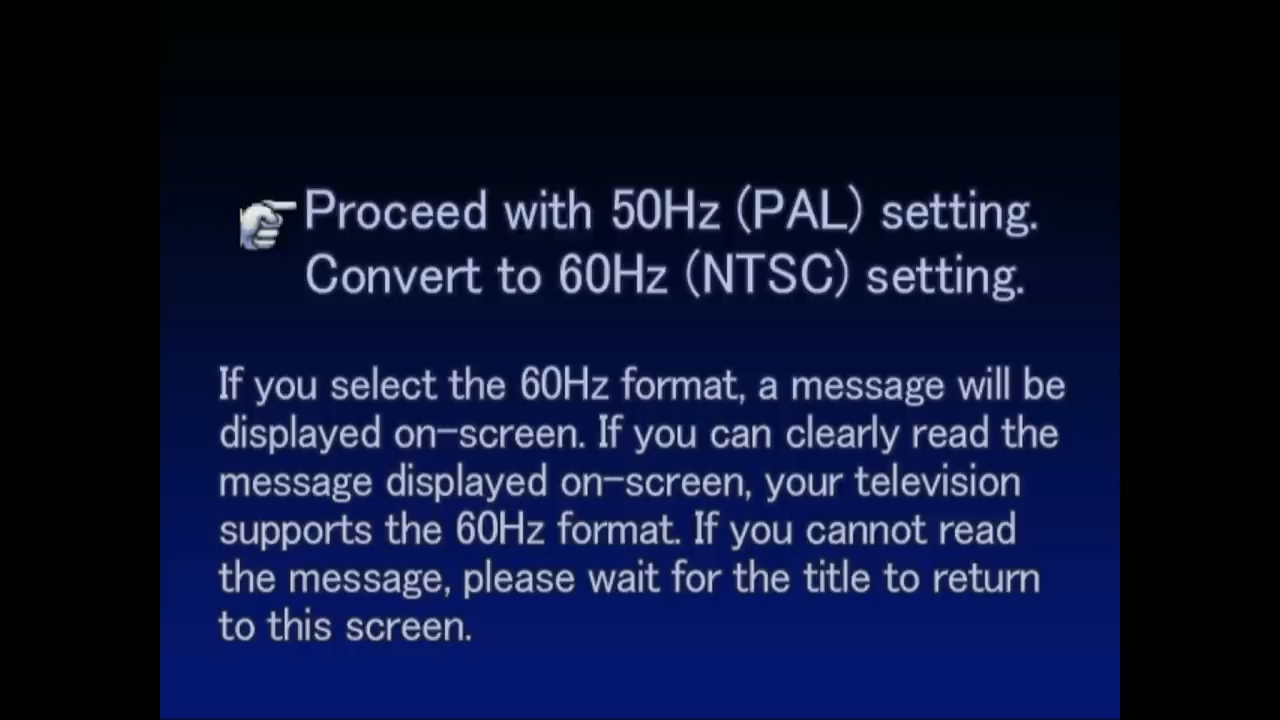 Proceed with 50Hz (PAL) setting.
Convert to 60Hz (NTSC) setting.
If you select the 60Hz format, a message will be
displayed on-screen. If you can clearly read the
message displayed on-screen, your television
supports the 60Hz format. If you cannot read
the message, please wait for the title to return
to this screen.